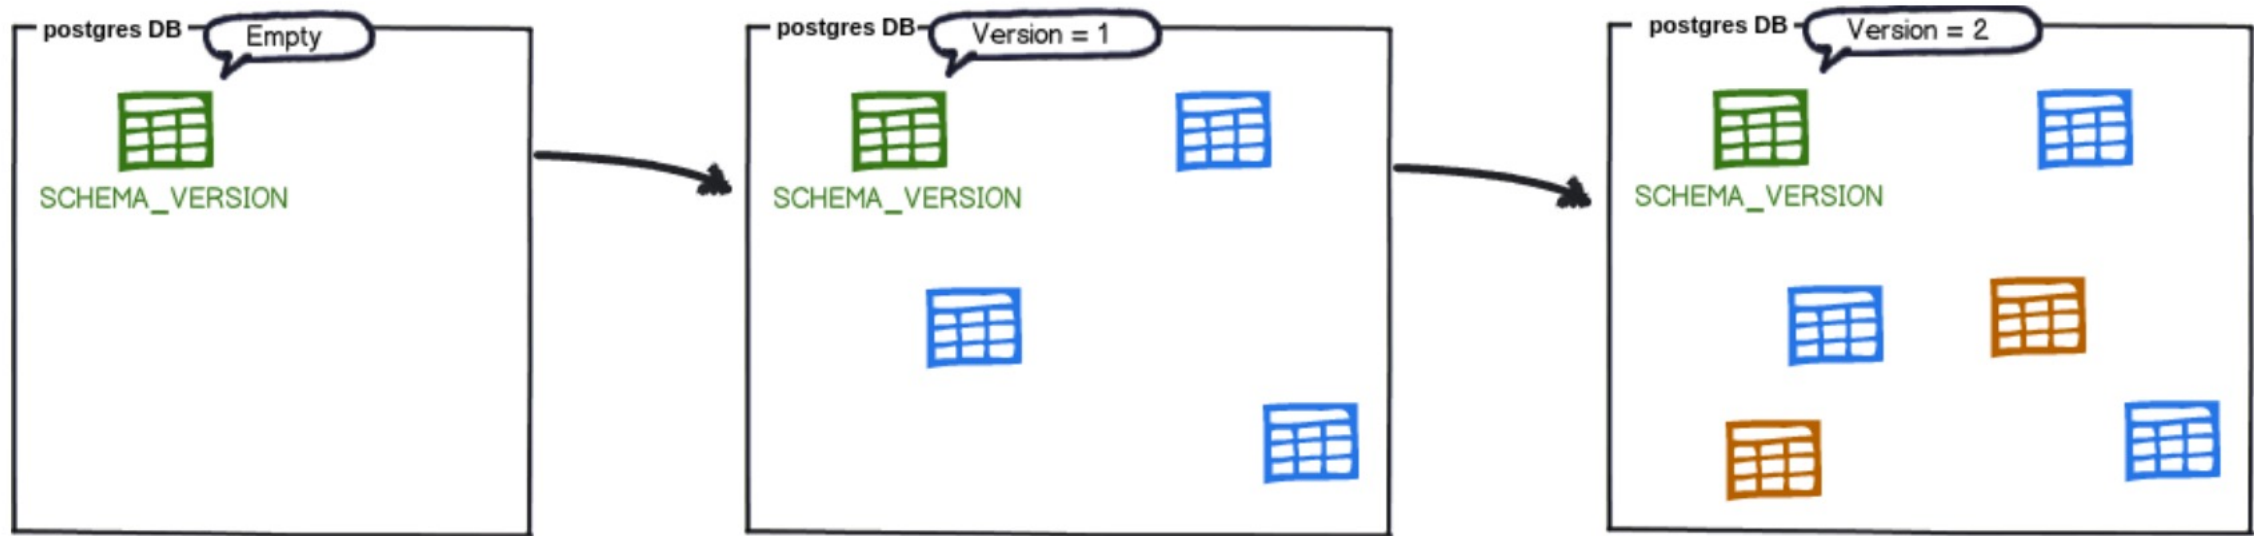 postgres DB
Empty
SCHEMA_VERSION
postgres DB
Version = 1
SCHEMA_VERSION
postgres DB
Version = 2
SCHEMA_VERSION